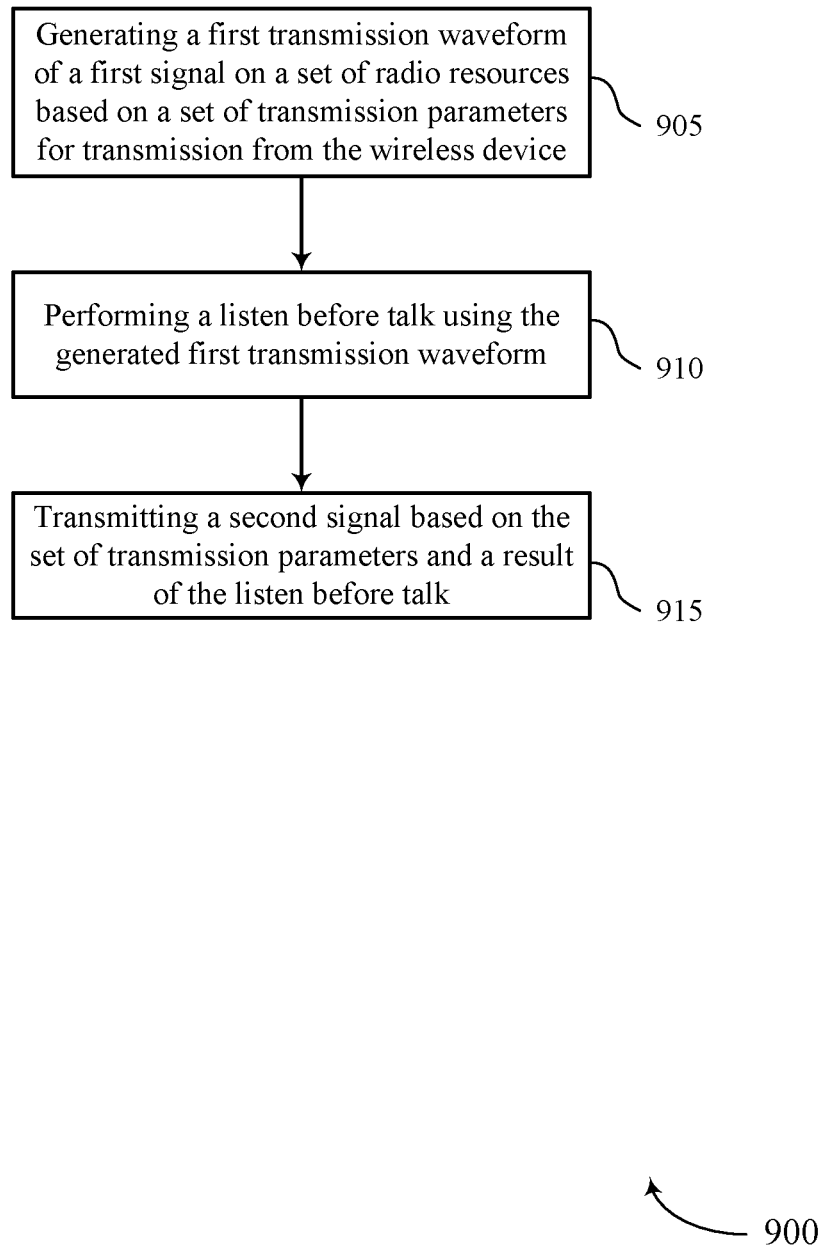 Generating a first transmission waveform
of a first signal on a set of radio resources
based on a set of transmission parameters
for transmission from the wireless device
905
Performing a listen before talk using the
generated first transmission waveform
910
Transmitting a second signal based on the
set of transmission parameters and a result
of the listen before talk
915
900